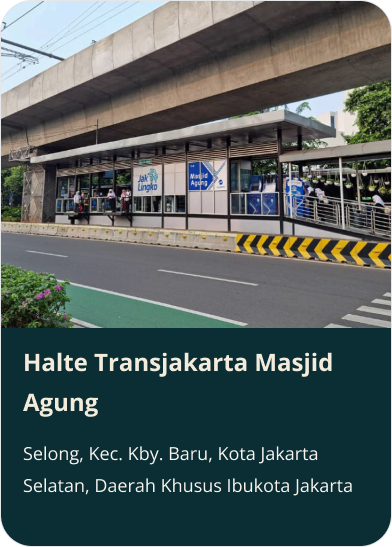 Jak
Lingko
Masjid
Agung
Halte Transjakarta Masjid
Agung
Selong, Kec. Kby. Baru, Kota Jakarta
Selatan, Daerah Khusus Ibukota Jakarta